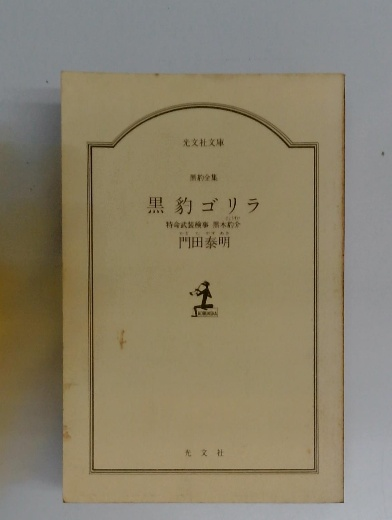 光文社文庫
黒豹全集
黒豹ゴリラ
特命武装検事 黒木豹介
門田泰明
光文社